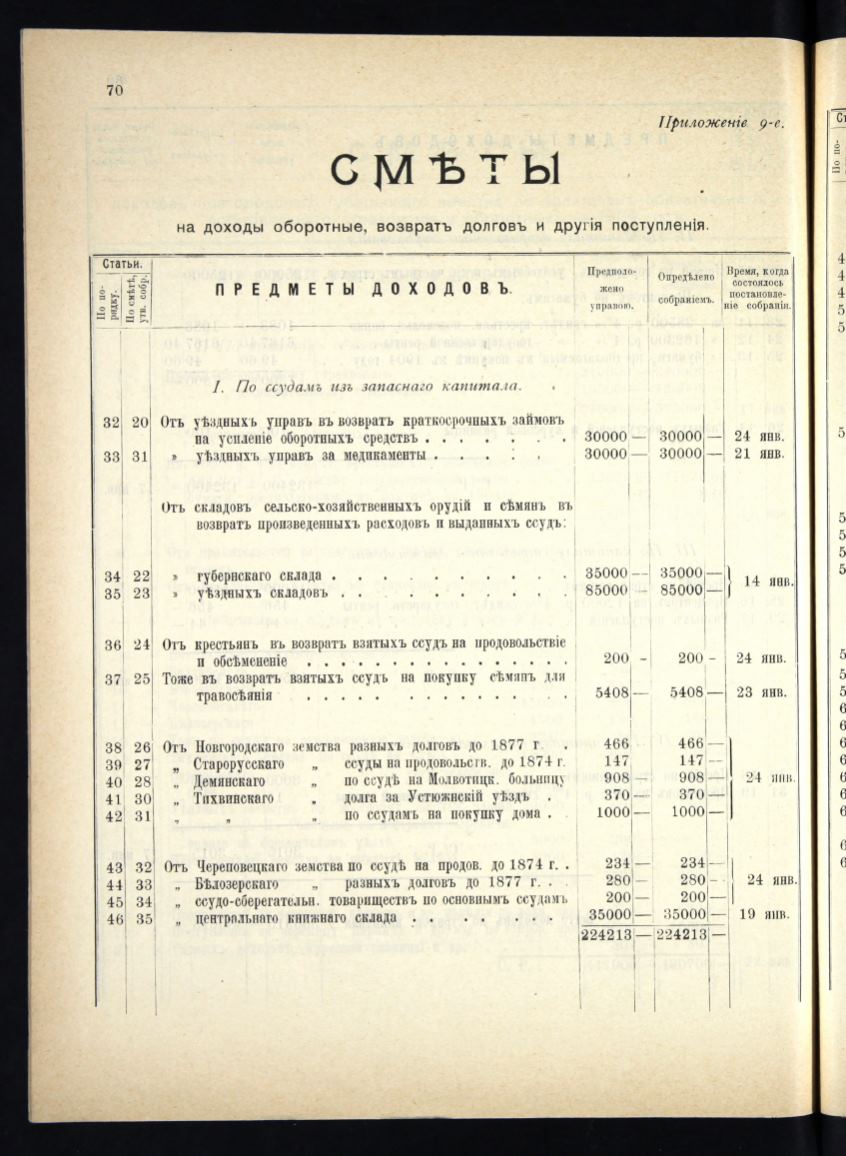 70
Приложеніе 9-е.
СМѢТЫ
на доходы оборотные, возвратъ долговъ и другія поступленія.
Статьи.
По порядку.
По смѣтѣ, утв. собр.
ПРЕДМЕТЫ ДОХОДОВЪ.
Предположено управою.
Опредѣлено собраніемъ.
Время, когда состоялось постановленіе собранія.
I. По ссудамъ изъ запаснаго капитала.
32 20 Отъ уѣздныхъ управъ въ возвратъ краткосрочныхъ займовъ
на усиленіе оборотныхъ средствъ . . . . . . . 30000 — 30000 — 24 янв.
33 31 » уѣздныхъ управъ за медикаменты . . . . . . 30000 — 30000 — 21 янв.
Отъ складовъ сельско-хозяйственныхъ орудій и сѣмянъ въ
возвратъ произведенныхъ расходовъ и выданныхъ ссудъ:
34 22 » губернскаго склада . . . . . . . . . . 35000 — 35000 —
35 23 » уѣздныхъ складовъ . . . . . . . . . . 85000 — 85000 — } 14 янв.
36 24 Отъ крестьянъ въ возвратъ взятыхъ ссудъ на продовольствіе
и обсѣмененіе . . . . . . . . . . . . . . 200 - 200 - 24 янв.
37 25 Тоже въ возвратъ взятыхъ ссудъ на покупку сѣмянъ для
травосѣянія . . . . . . . . . . . . . 5408 — 5408 — 23 янв.
38 26 Отъ Новгородскаго земства разныхъ долговъ до 1877 г. . 466 466 —
39 27 „ Старорусскаго „ ссуды на продовольств. до 1874 г. 147 147 —
40 28 „ Демянскаго „ по ссудѣ на Молвотицк. больницу 908 — 908 — 24 янв.
41 30 „ Тихвинскаго „ долга за Устюжнскій уѣздъ . 370 — 370 —
42 31 „ „ „ по ссудамъ на покупку дома . 1000 — 1000 —
43 32 Отъ Череповецкаго земства по ссудѣ на продов. до 1874 г. . 234 — 234 —
44 33 „ Бѣлозерскаго „ разныхъ долговъ до 1877 г. . . 280 — 280 - 24 янв.
45 34 „ ссудо-сберегательн. товариществъ по основнымъ ссудамъ 200 — 200 —
46 35 „ центральнаго книжнаго склада . . . . . . . 35000 — 35000 — 19 янв.
224213 — 224213 —